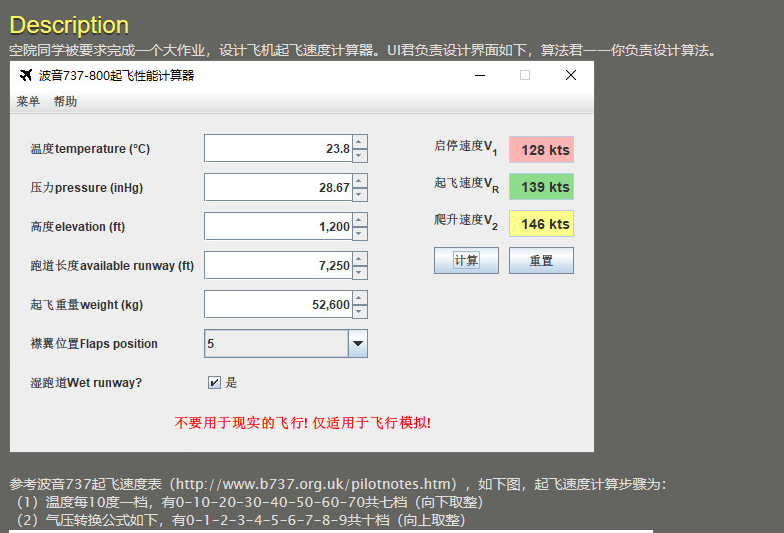 Description
空院同学被要求完成一个大作业，设计飞机起飞速度计算器。UI君负责设计界面如下，算法君——你负责设计算法。
波音737-800起飞性能计算器
菜单 帮助
温度temperature (°C) 23.8 启停速度V1 128 kts
压力pressure (inHg) 28.67 起飞速度VR 139 kts
高度elevation (ft) 1,200 爬升速度V2 146 kts
跑道长度available runway (ft) 7,250 计算 重置
起飞重量weight (kg) 52,600
襟翼位置Flaps position 5
湿跑道Wet runway? 是
不要用于现实的飞行! 仅适用于飞行模拟!
参考波音737起飞速度表（http://www.b737.org.uk/pilotnotes.htm），如下图，起飞速度计算步骤为：
（1）温度每10度一档，有0-10-20-30-40-50-60-70共七档（向下取整）
（2）气压转换公式如下，有0-1-2-3-4-5-6-7-8-9共十档（向上取整）